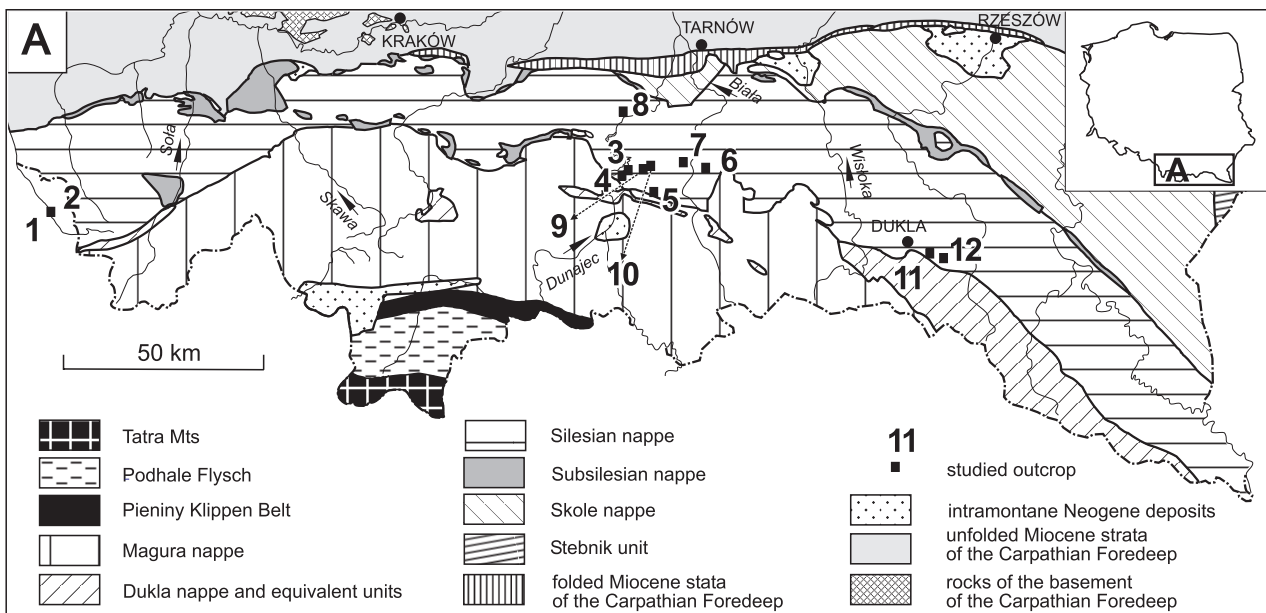 A
KRAKÓW
TARNÓW
RZESZÓW
Biała
8
A
Soła
3
7
6
Wisłoka
4
2
5
1
Skawa
9
DUKLA
Dunajec
12
10
11
50 km
Tatra Mts
Podhale Flysch
Pieniny Klippen Belt
Magura nappe
Dukla nappe and equivalent units
Silesian nappe
Subsilesian nappe
Skole nappe
Stebnik unit
folded Miocene stata
of the Carpathian Foredeep
11
studied outcrop
intramontane Neogene deposits
unfolded Miocene strata
of the Carpathian Foredeep
rocks of the basement
of the Carpathian Foredeep